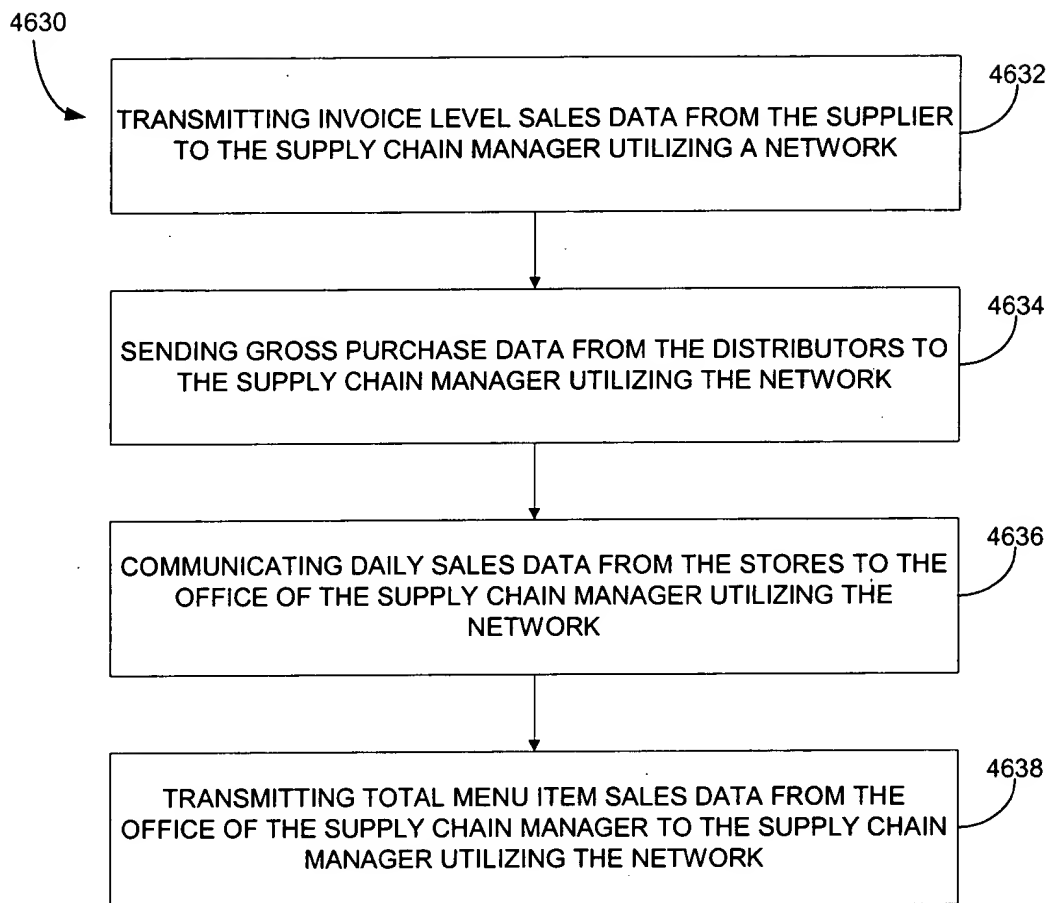 4630
4632
TRANSMITTING INVOICE LEVEL SALES DATA FROM THE SUPPLIER
TO THE SUPPLY CHAIN MANAGER UTILIZING A NETWORK
4634
SENDING GROSS PURCHASE DATA FROM THE DISTRIBUTORS TO
THE SUPPLY CHAIN MANAGER UTILIZING THE NETWORK
4636
COMMUNICATING DAILY SALES DATA FROM THE STORES TO THE
OFFICE OF THE SUPPLY CHAIN MANAGER UTILIZING THE
NETWORK
4638
TRANSMITTING TOTAL MENU ITEM SALES DATA FROM THE
OFFICE OF THE SUPPLY CHAIN MANAGER TO THE SUPPLY CHAIN
MANAGER UTILIZING THE NETWORK